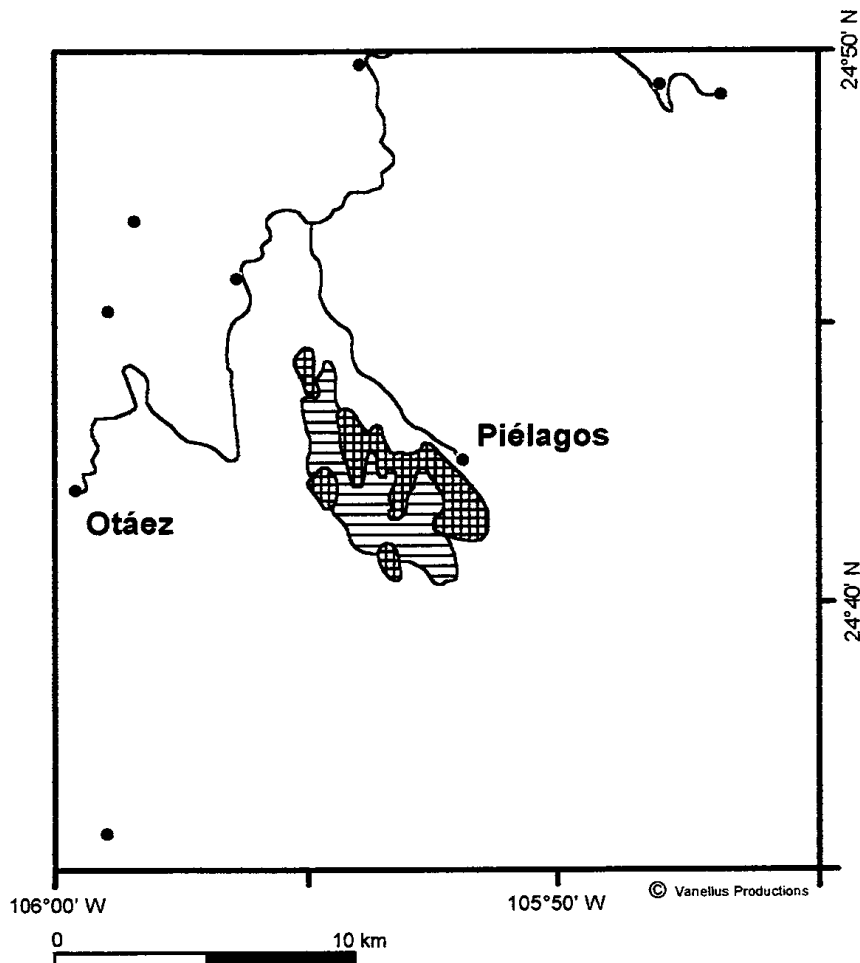 24°50' N
Piélagos
Otáez
24°40' N
106°00' W
105°50' W
© Vanellus Productions
0
10 km